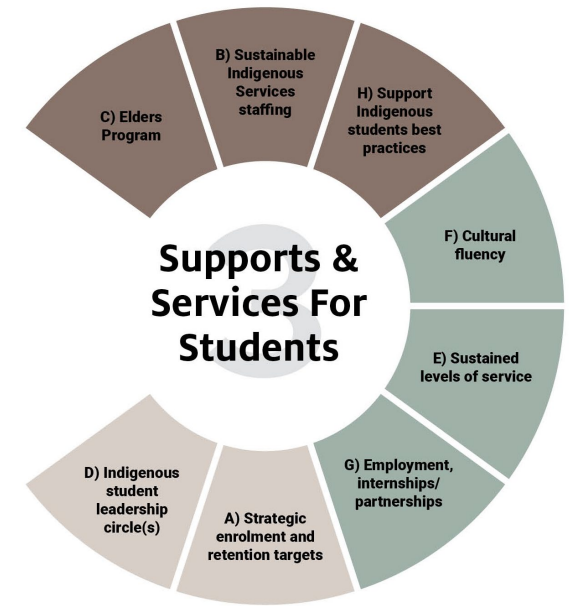 C) Elders
Program
B) Sustainable
Indigenous
Services
staffing
H) Support
Indigenous
students best
practices
F) Cultural
fluency
E) Sustained
levels of service
G) Employment,
internships/
partnerships
A) Strategic
enrolment and
retention targets
D) Indigenous
student
leadership
circle(s)
3
Supports &
Services For
Students